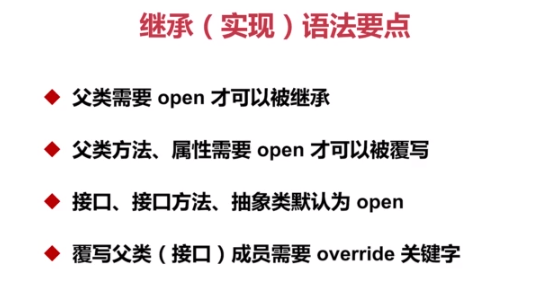 继承（实现）语法要点
父类需要 open 才可以被继承
父类方法、属性需要 open 才可以被覆写
接口、接口方法、抽象类默认为 open
覆写父类（接口）成员需要 override 关键字